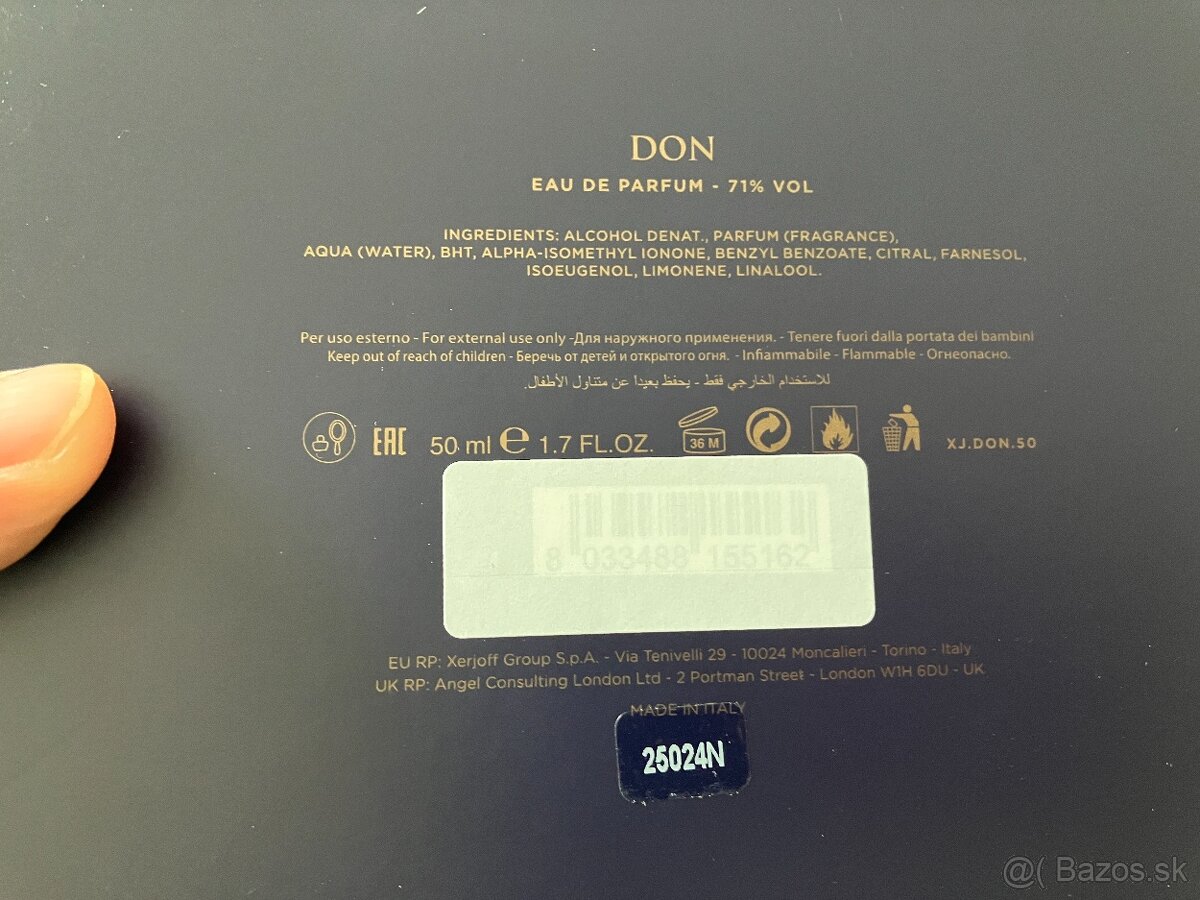 DON
EAU DE PARFUM - 71% VOL
INGREDIENTS: ALCOHOL DENAT., PARFUM (FRAGRANCE),
AQUA (WATER), BHT, ALPHA-ISOMETHYL IONONE, BENZYL BENZOATE, CITRAL, FARNESOL,
ISOEUGENOL, LIMONENE, LINALOOL.
Per uso esterno - For external use only -Для наружного применения. - Tenere fuori dalla portata dei bambini
Keep out of reach of children - Беречь от детей и открытого огня. - Infiammabile - Flammable - Огнеопасно.
للاستخدام الخارجي فقط - يحفظ بعيدا عن متناول الأطفال.
EAC 50 ml e 1.7 FL.OZ. 36 M XJ.DON.50
8 033488 155162
EU RP: Xerjoff Group S.p.A. - Via Tenivelli 29 - 10024 Moncalieri - Torino - Italy
UK RP: Angel Consulting London Ltd - 2 Portman Street - London W1H 6DU - UK
MADE IN ITALY
25024N
@( Bazos.sk